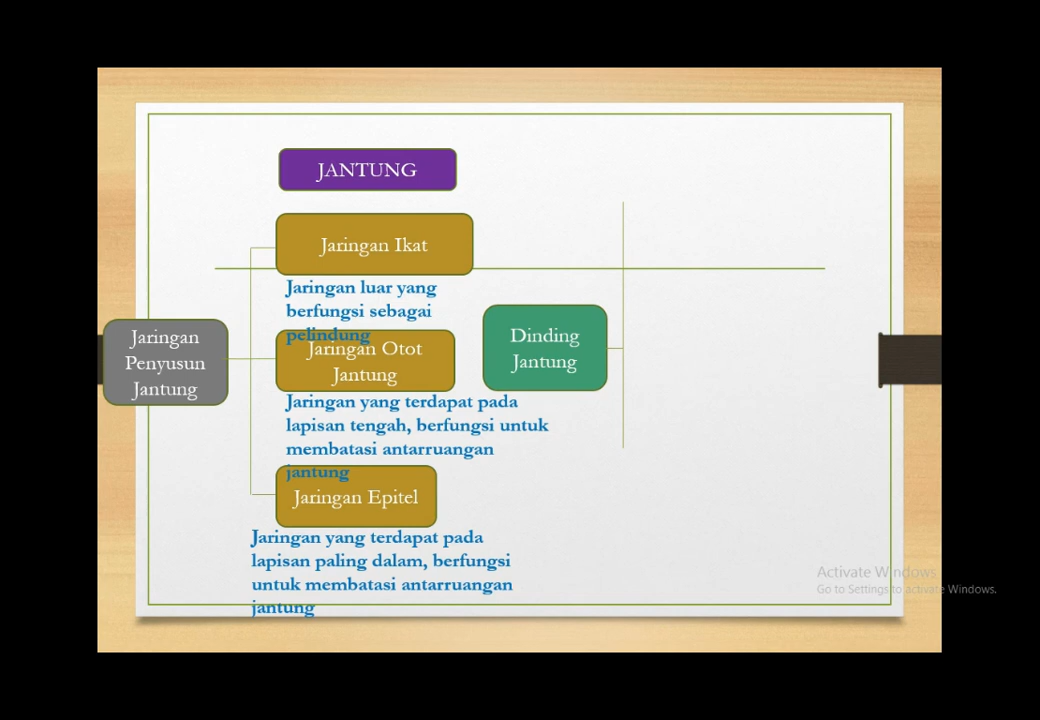 JANTUNG
Jaringan Ikat
Jaringan luar yang
berfungsi sebagai
pelindung
Jaringan
Penyusun
Jantung
Jaringan Otot
Jantung
Dinding
Jantung
Jaringan yang terdapat pada
lapisan tengah, berfungsi untuk
membatasi antarruangan
jantung
Jaringan Epitel
Jaringan yang terdapat pada
lapisan paling dalam, berfungsi
untuk membatasi antarruangan
jantung
Activate Windows
Go to Settings to activate Windows.